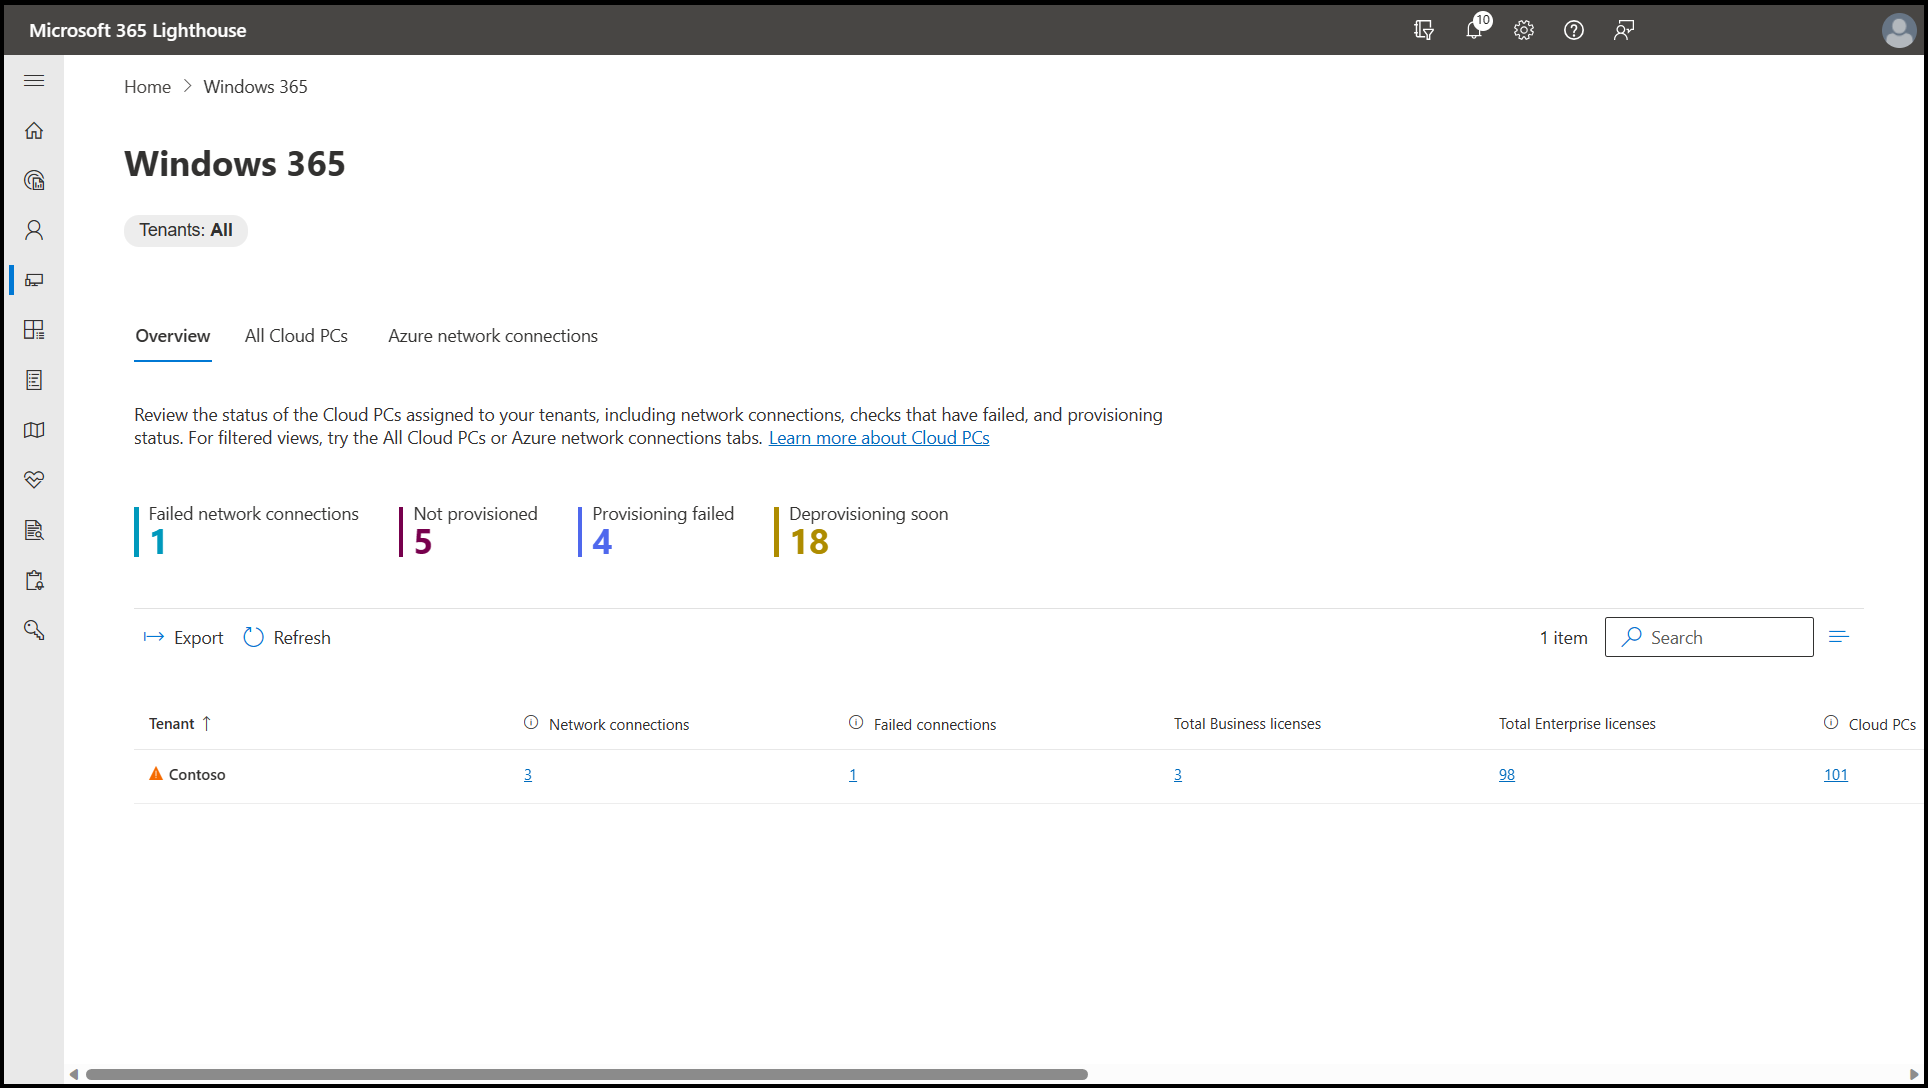 Microsoft 365 Lighthouse
10
Home > Windows 365
Windows 365
Tenants: All
Overview All Cloud PCs Azure network connections
Review the status of the Cloud PCs assigned to your tenants, including network connections, checks that have failed, and provisioning
status. For filtered views, try the All Cloud PCs or Azure network connections tabs. Learn more about Cloud PCs
Failed network connections Not provisioned Provisioning failed Deprovisioning soon
1 5 4 18
Export Refresh 1 item Search
Tenant ↑ Network connections Failed connections Total Business licenses Total Enterprise licenses Cloud PCs
Contoso 3 1 3 98 101